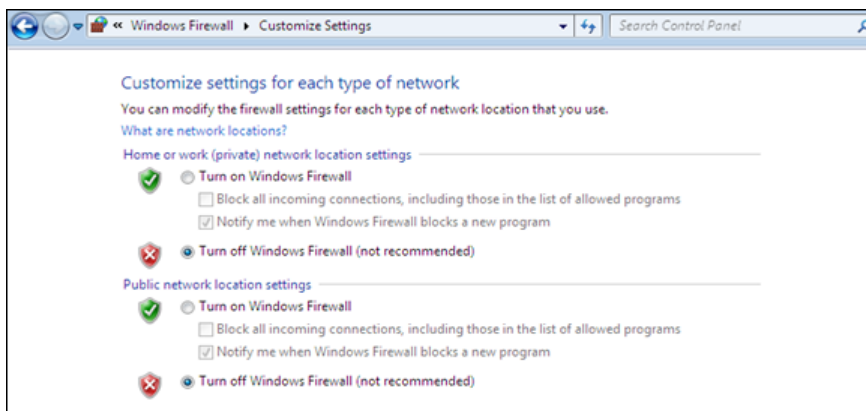 « Windows Firewall ▸ Customize Settings Search Control Panel
Customize settings for each type of network
You can modify the firewall settings for each type of network location that you use.
What are network locations?
Home or work (private) network location settings
Turn on Windows Firewall
Block all incoming connections, including those in the list of allowed programs
Notify me when Windows Firewall blocks a new program
Turn off Windows Firewall (not recommended)
Public network location settings
Turn on Windows Firewall
Block all incoming connections, including those in the list of allowed programs
Notify me when Windows Firewall blocks a new program
Turn off Windows Firewall (not recommended)